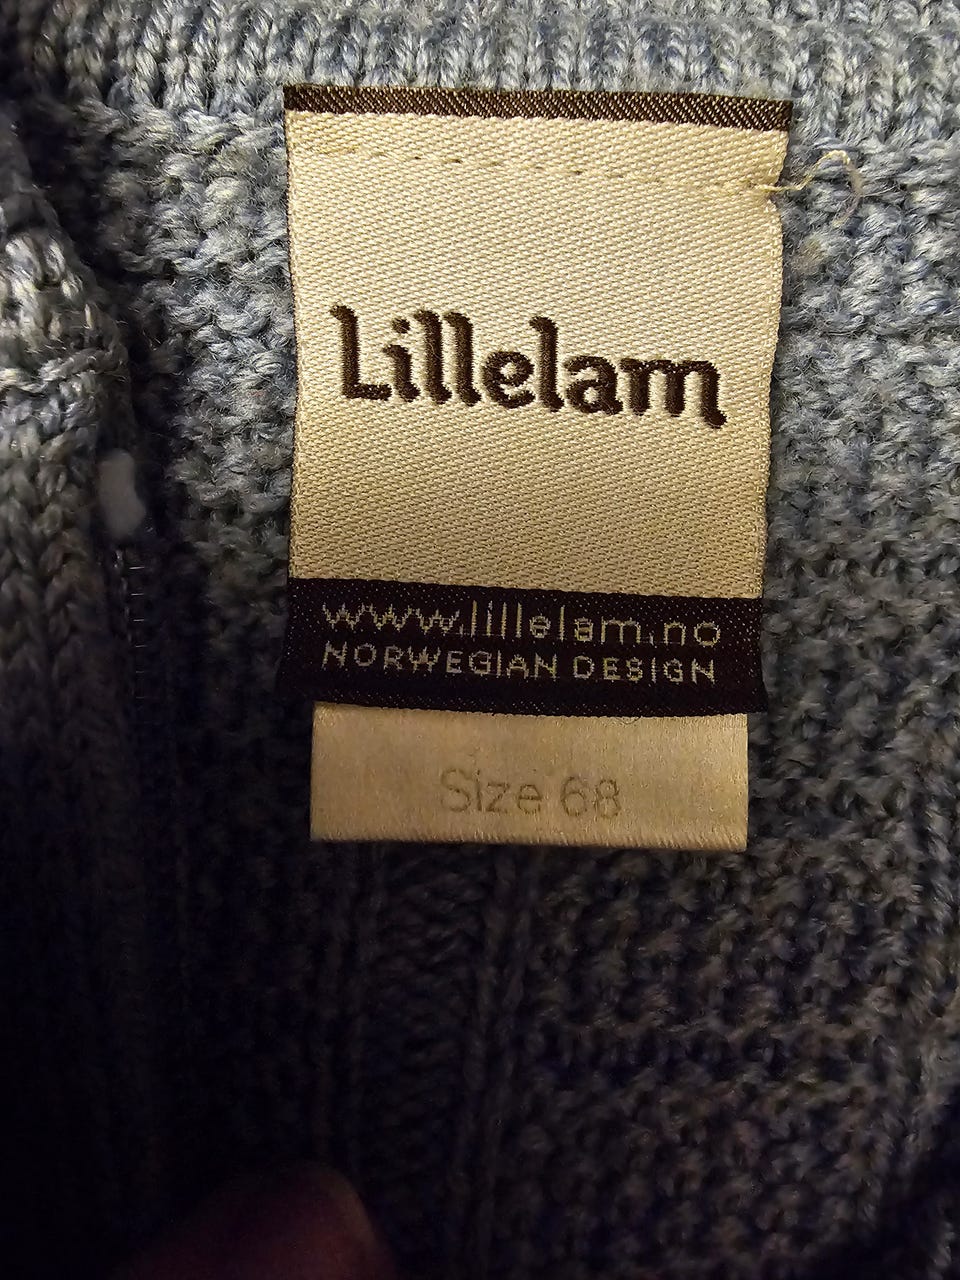 Lillelam
www.lillelam.no
NORWEGIAN DESIGN
Size 68